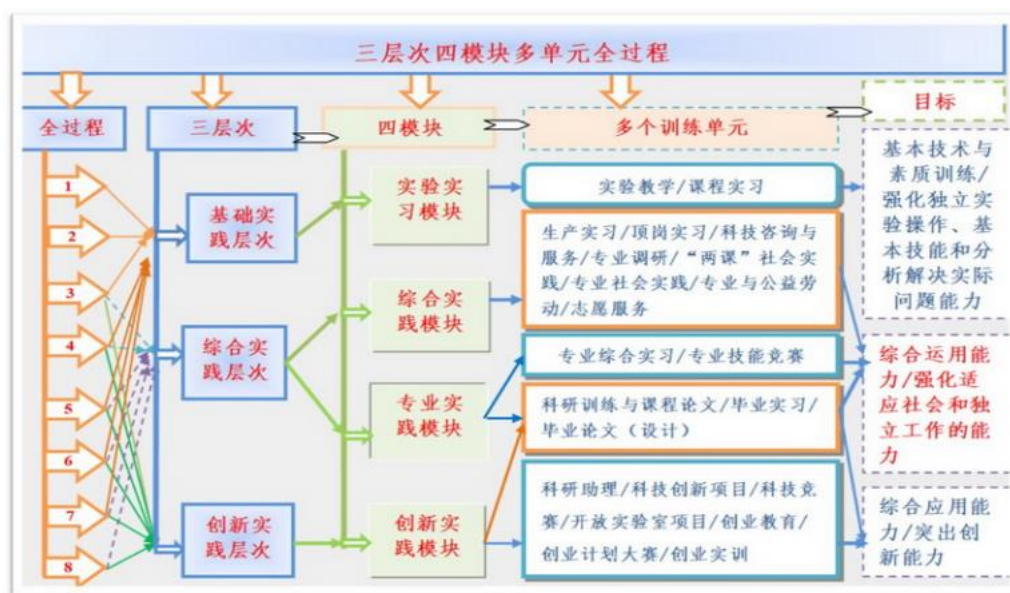 三层次四模块多单元全过程
全过程
三层次
四模块
多个训练单元
目标
1
2
3
4
5
6
7
8
基础实
践层次
综合实
践层次
创新实
践层次
实验实
习模块
综合实
践模块
专业实
践模块
创新实
践模块
实验教学/课程实习
生产实习/顶岗实习/科技咨询与
服务/专业调研/“两课”社会实
践/专业社会实践/专业与公益劳
动/志愿服务
专业综合实习/专业技能竞赛
科研训练与课程论文/毕业实习/
毕业论文（设计）
科研助理/科技创新项目/科技竞
赛/开放实验室项目/创业教育/
创业计划大赛/创业实训
基本技术与
素质训练/
强化独立实
验操作、基
本技能和分
析解决实际
问题能力
综合运用能
力/强化适
应社会和独
立工作的能
力
综合应用能
力/突出创
新能力